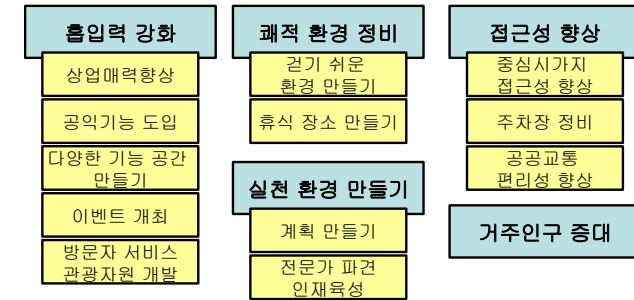 흡입력 강화
상업매력향상
공익기능 도입
다양한 기능 공간
만들기
이벤트 개최
방문자 서비스
관광자원 개발
쾌적 환경 정비
걷기 쉬운
환경 만들기
휴식 장소 만들기
실천 환경 만들기
계획 만들기
전문가 파견
인재육성
접근성 향상
중심시가지
접근성 향상
주차장 정비
공공교통
편리성 향상
거주인구 증대